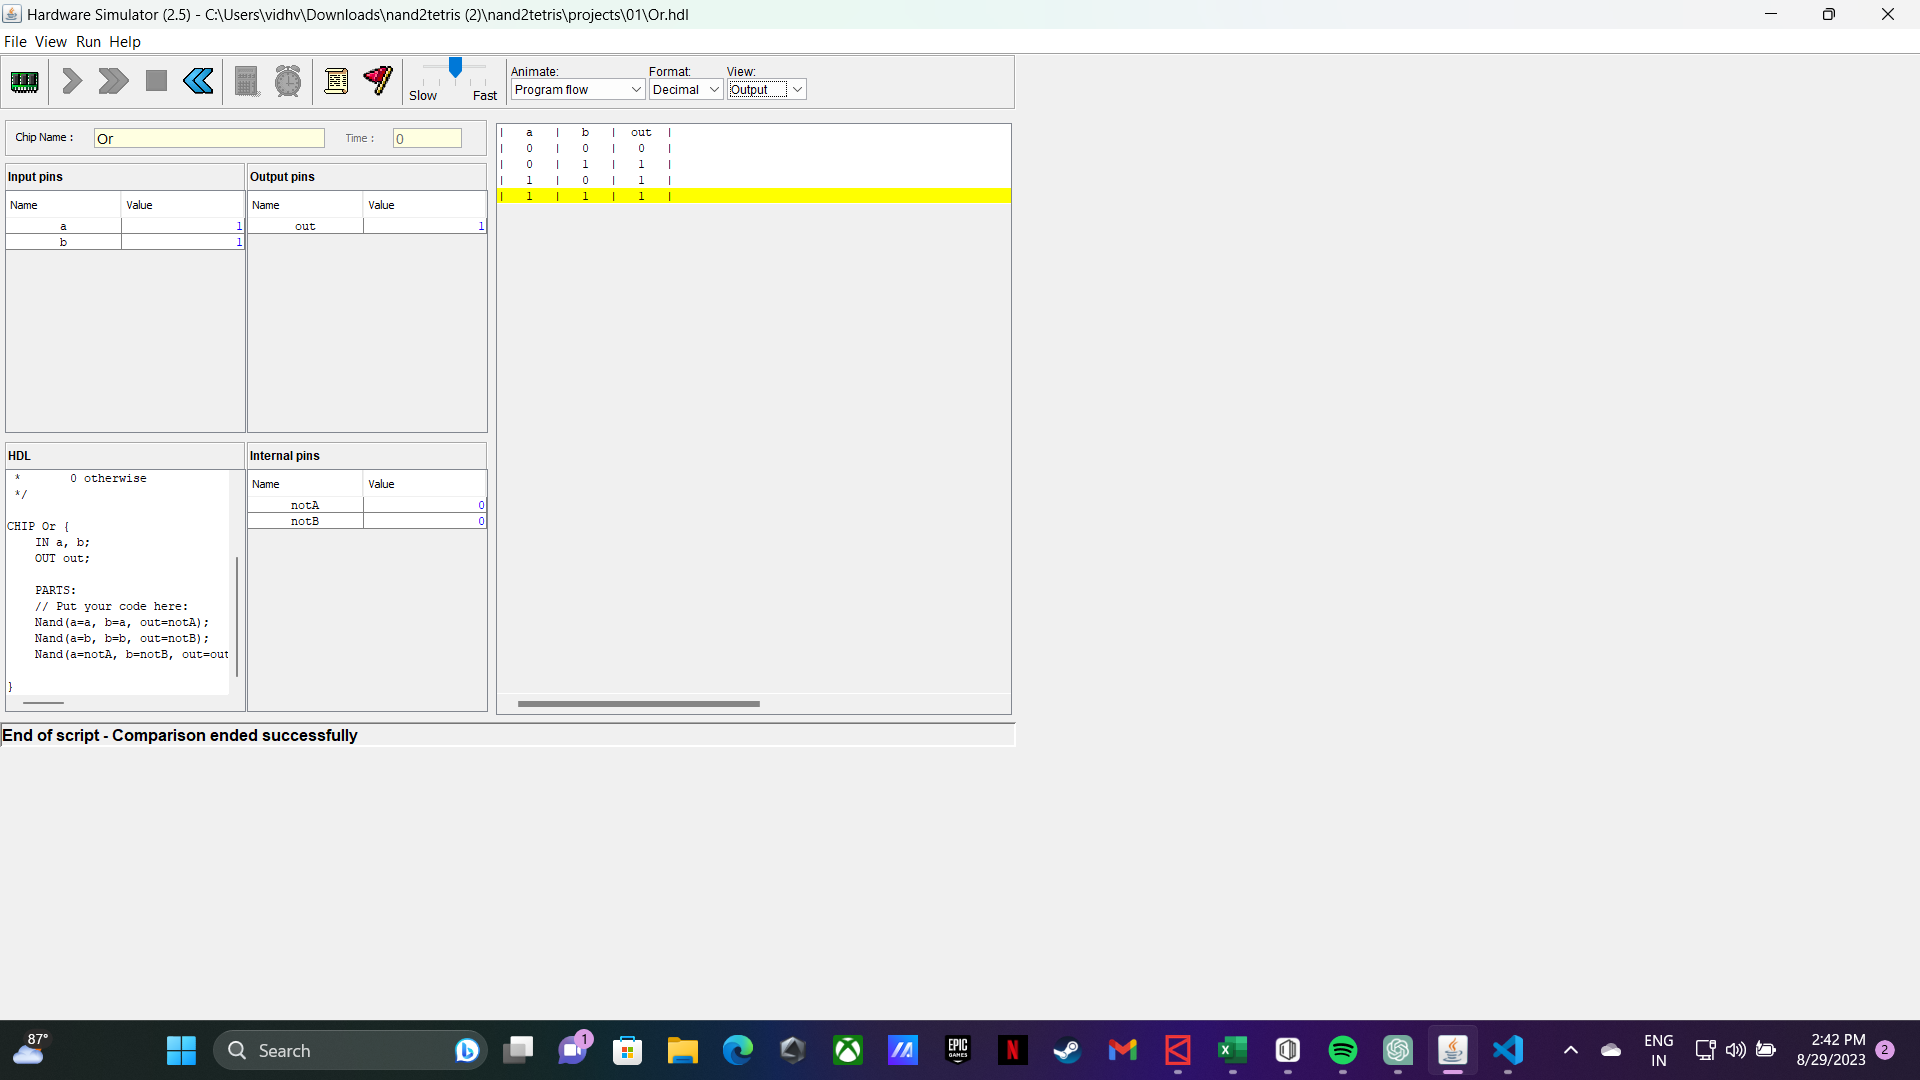 Hardware Simulator (2.5) - C:\Users\vidhv\Downloads\nand2tetris (2)\nand2tetris\projects\01\Or.hdl
File View Run Help
Slow Fast
Animate: Format: View:
Program flow Decimal Output
Chip Name : Or Time : 0
Input pins
Name Value
a 1
b 1
Output pins
Name Value
out 1
HDL
* 0 otherwise
*/
CHIP Or {
IN a, b;
OUT out;
PARTS:
// Put your code here:
Nand(a=a, b=a, out=notA);
Nand(a=b, b=b, out=notB);
Nand(a=notA, b=notB, out=out
}
Internal pins
Name Value
notA 0
notB 0
| a | b | out |
| 0 | 0 | 0 |
| 0 | 1 | 1 |
| 1 | 0 | 1 |
| 1 | 1 | 1 |
End of script - Comparison ended successfully
87°
Search
1
EPIC
GAMES
ENG
IN
2:42 PM
8/29/2023
2